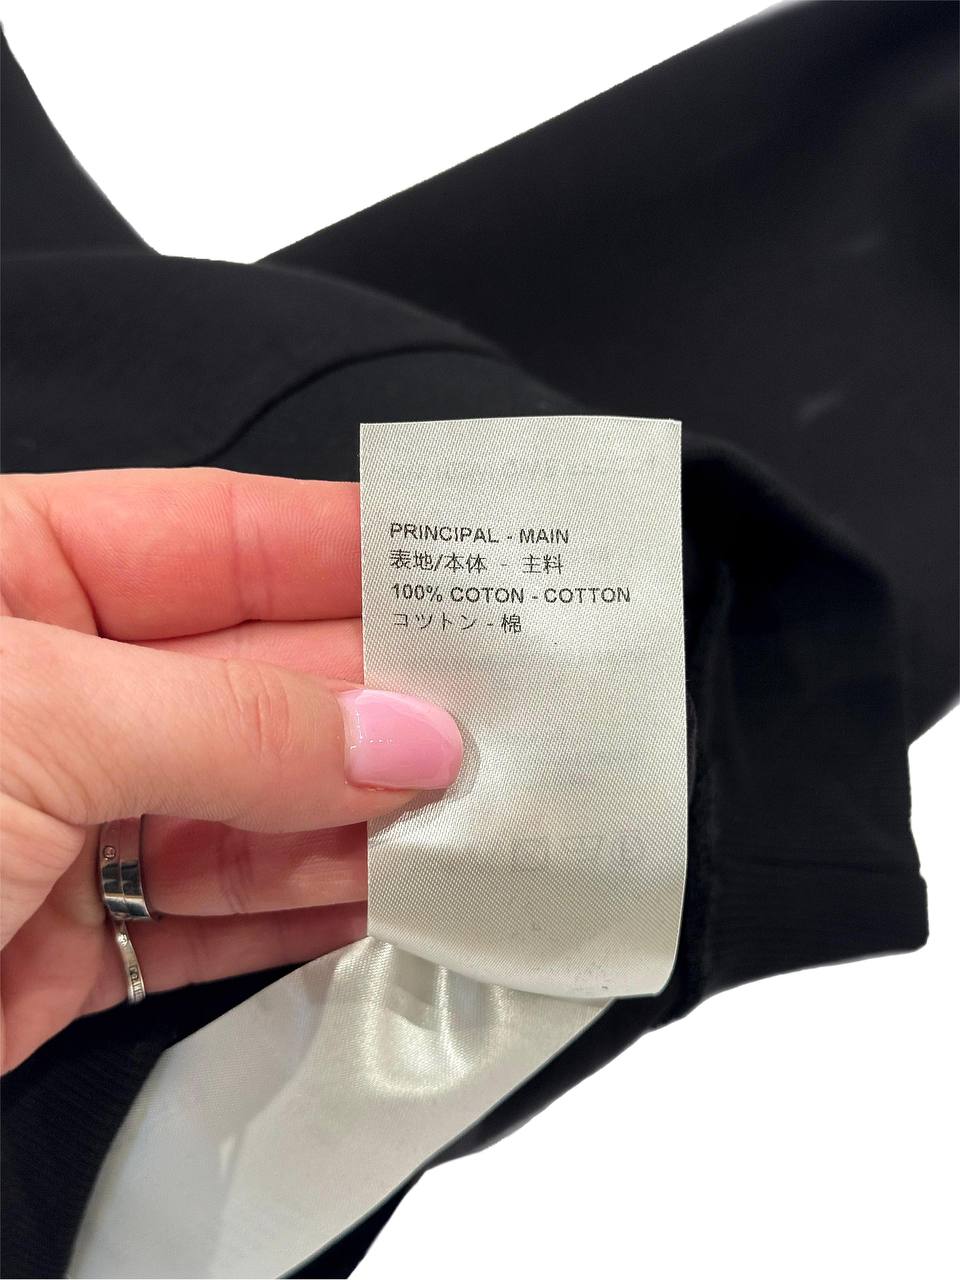 PRINCIPAL - MAIN
表地/本体 - 主料
100% COTON - COTTON
コツトン - 棉